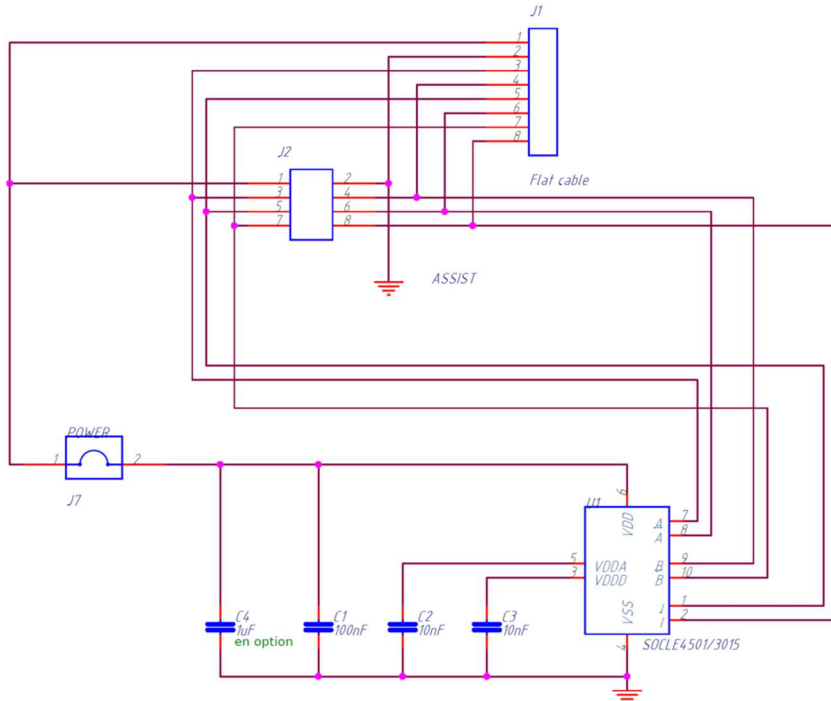 J1
1
2
3
4
5
6
7
8
J2
1 2
3 4
5 6
7 8
Flat cable
ASSIST
POWER
1 2
J7
U1
6
VDD
7 A
8 A
5 VDDA
3 VDDD
9 B
10 B
1 I
2 I
VSS
4
C4
1uF
en option
C1
100nF
C2
10nF
C3
10nF
SOCLE4501/3015